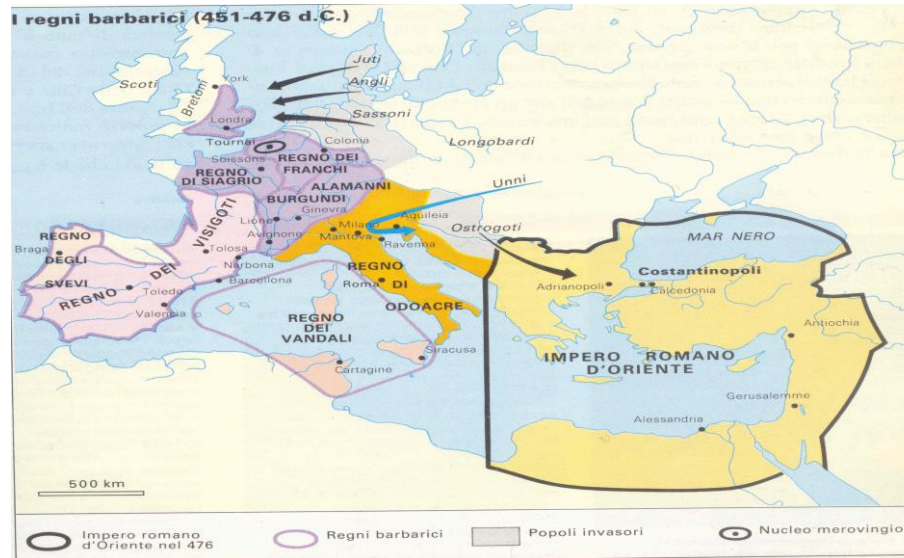 I regni barbarici (451-476 d.C.)
Juti
Angli
Sassoni
Scoti
Bretoni
York
Londra
Longobardi
Tournai
Colonia
Soissons
REGNO DEI
FRANCHI
REGNO
DI SIAGRIO
ALAMANNI
BURGUNDI
Unni
Ginevra
Lione
Milano
Aquileia
Mantova
Ostrogoti
Avignong
Ravenna
MAR NERO
REGNO
DEGLI
SVEVI
Braga
REGNO DEI VISIGOTI
Tolosa
Narbona
Barcellona
Toledo
Valencia
REGNO
DI
ODOACRE
Roma
Costantinopoli
Adrianopoli
Calcedonia
REGNO
DEI
VANDALI
Siracusa
Cartagine
Antiochia
IMPERO ROMANO
D'ORIENTE
Gerusalemme
Alessandria
500 km
Impero romano
d'Oriente nel 476
Regni barbarici
Popoli invasori
Nucleo merovingio